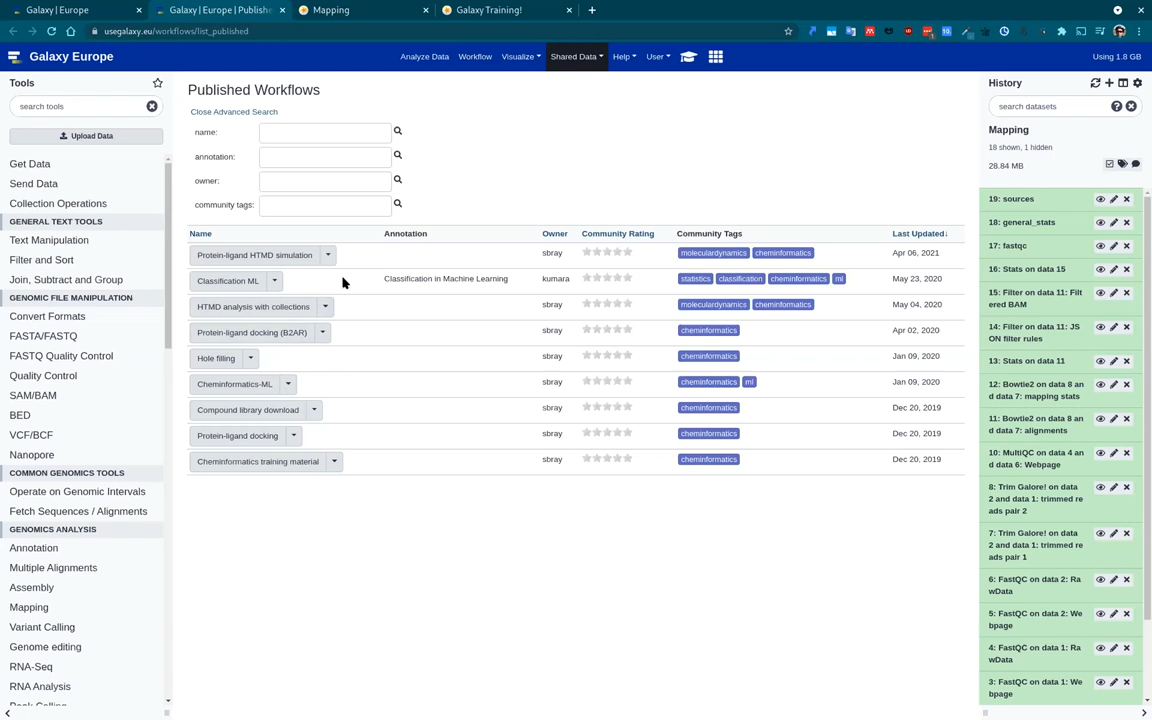 Galaxy | Europe
Galaxy | Europe | Publishe
Mapping
Galaxy Training!
usegalaxy.eu/workflows/list_published
Galaxy Europe
Analyze Data
Workflow
Visualize
Shared Data
Help
User
Using 1.8 GB
Tools
search tools
Upload Data
Get Data
Send Data
Collection Operations
GENERAL TEXT TOOLS
Text Manipulation
Filter and Sort
Join, Subtract and Group
GENOMIC FILE MANIPULATION
Convert Formats
FASTA/FASTQ
FASTQ Quality Control
Quality Control
SAM/BAM
BED
VCF/BCF
Nanopore
COMMON GENOMICS TOOLS
Operate on Genomic Intervals
Fetch Sequences / Alignments
GENOMICS ANALYSIS
Annotation
Multiple Alignments
Assembly
Mapping
Variant Calling
Genome editing
RNA-Seq
RNA Analysis
Peak Calling
Published Workflows
Close Advanced Search
name:
annotation:
owner:
community tags:
Name Annotation Owner Community Rating Community Tags Last Updated↓
Protein-ligand HTMD simulation sbray moleculardynamics cheminformatics Apr 06, 2021
Classification ML Classification in Machine Learning kumara statistics classification cheminformatics ml May 23, 2020
HTMD analysis with collections sbray moleculardynamics cheminformatics May 04, 2020
Protein-ligand docking (B2AR) sbray cheminformatics Apr 02, 2020
Hole filling sbray cheminformatics Jan 09, 2020
Cheminformatics-ML sbray cheminformatics ml Jan 09, 2020
Compound library download sbray cheminformatics Dec 20, 2019
Protein-ligand docking sbray cheminformatics Dec 20, 2019
Cheminformatics training material sbray cheminformatics Dec 20, 2019
History
search datasets
Mapping
18 shown, 1 hidden
28.84 MB
19: sources
18: general_stats
17: fastqc
16: Stats on data 15
15: Filter on data 11: Filt
ered BAM
14: Filter on data 11: JS
ON filter rules
13: Stats on data 11
12: Bowtie2 on data 8 an
d data 7: mapping stats
11: Bowtie2 on data 8 an
d data 7: alignments
10: MultiQC on data 4 an
d data 6: Webpage
8: Trim Galore! on data
2 and data 1: trimmed re
ads pair 2
7: Trim Galore! on data
2 and data 1: trimmed re
ads pair 1
6: FastQC on data 2: Ra
wData
5: FastQC on data 2: We
bpage
4: FastQC on data 1: Ra
wData
3: FastQC on data 1: We
bpage